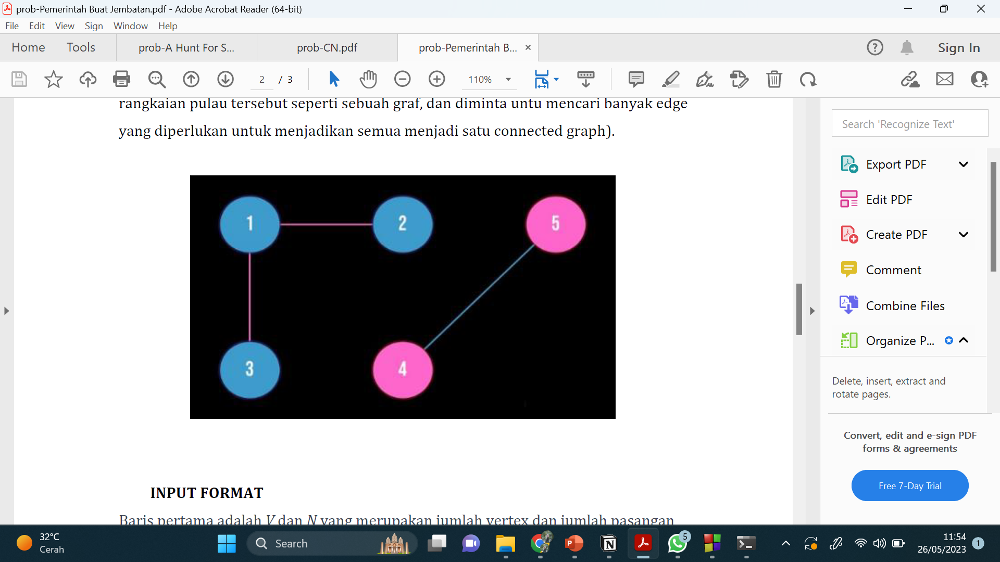 prob-Pemerintah Buat Jembatan.pdf - Adobe Acrobat Reader (64-bit)
File Edit View Sign Window Help
Home Tools prob-A Hunt For S... prob-CN.pdf prob-Pemerintah B... × ? Sign In
2 / 3 110%
rangkaian pulau tersebut seperti sebuah graf, dan diminta untu mencari banyak edge
yang diperlukan untuk menjadikan semua menjadi satu connected graph).
1 2 5
3 4
INPUT FORMAT
Baris pertama adalah V dan N yang merupakan jumlah vertex dan jumlah pasangan
Search 'Recognize Text'
Export PDF
Edit PDF
Create PDF
Comment
Combine Files
Organize P...
Delete, insert, extract and
rotate pages.
Convert, edit and e-sign PDF
forms & agreements
Free 7-Day Trial
32°C
Cerah
Search
5
11:54
26/05/2023
1